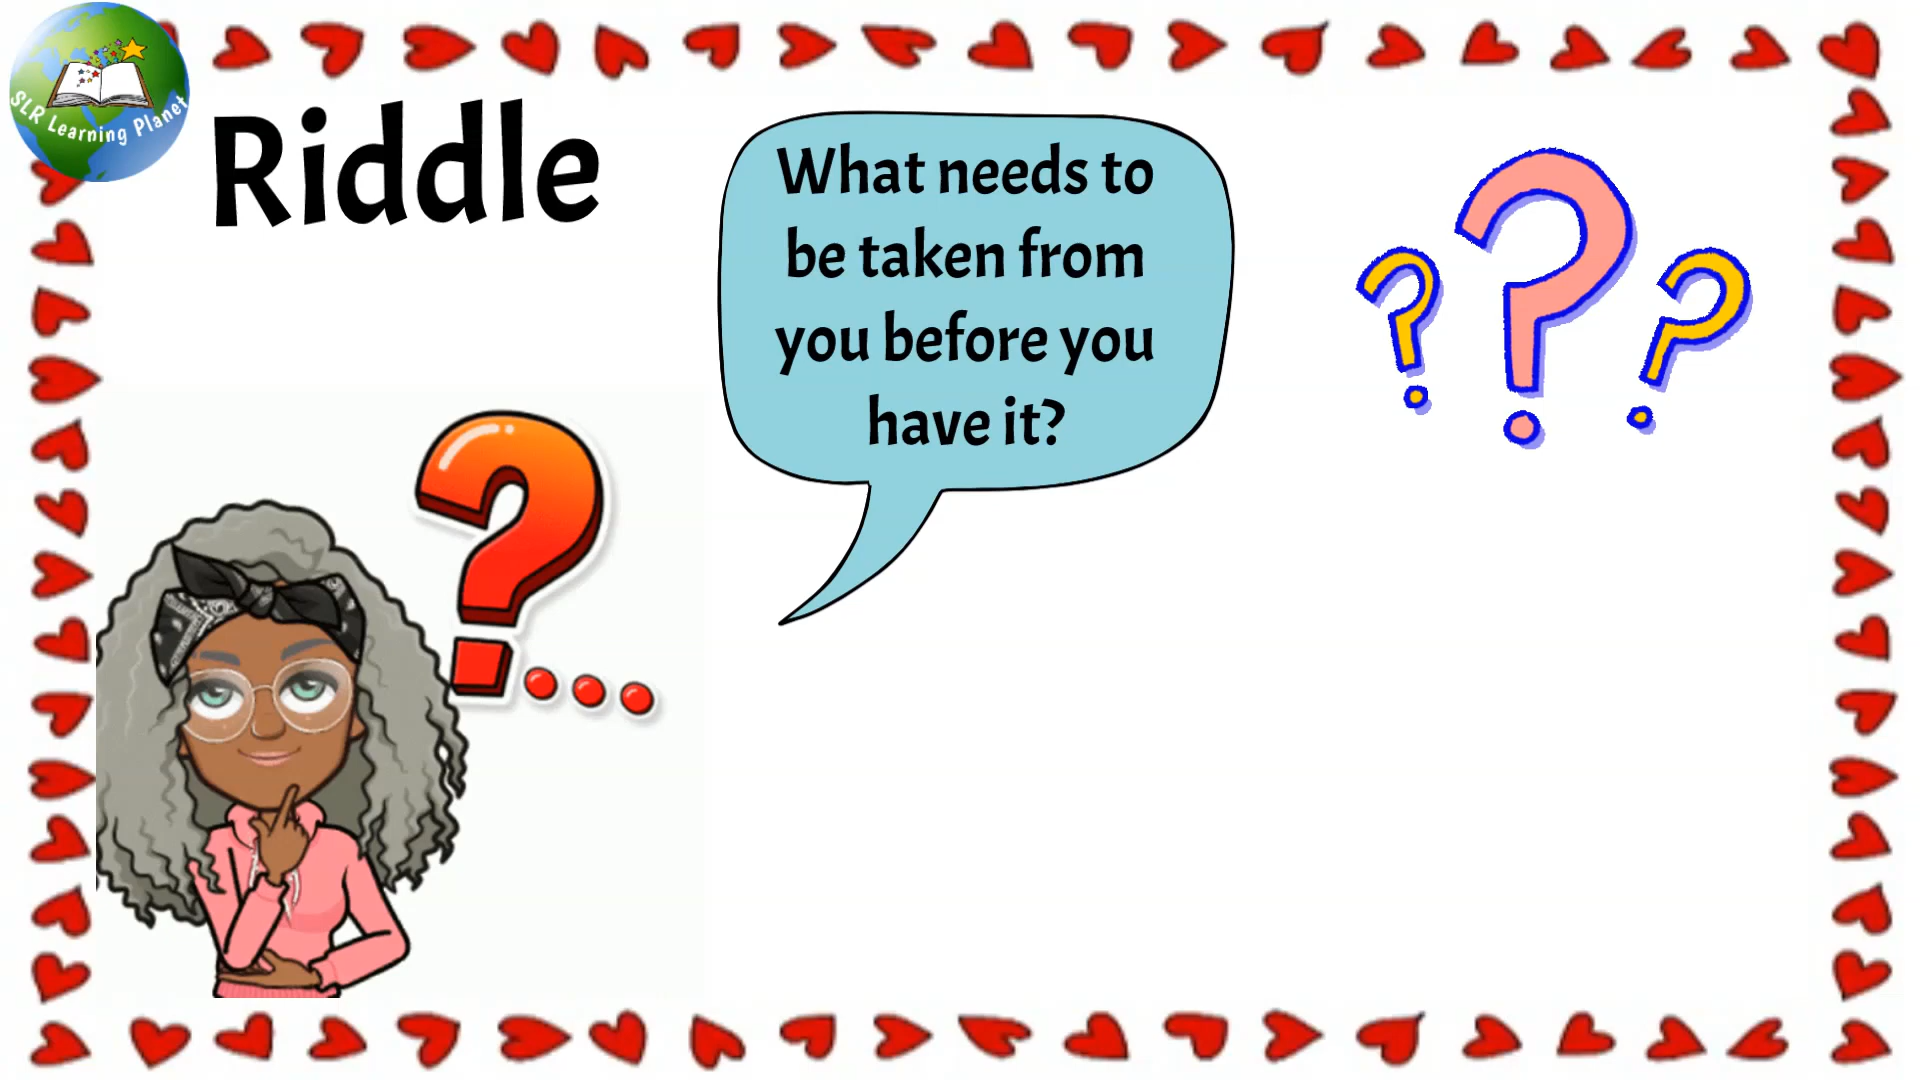 SLR Learning Planet
Riddle
What needs to
be taken from
you before you
have it?